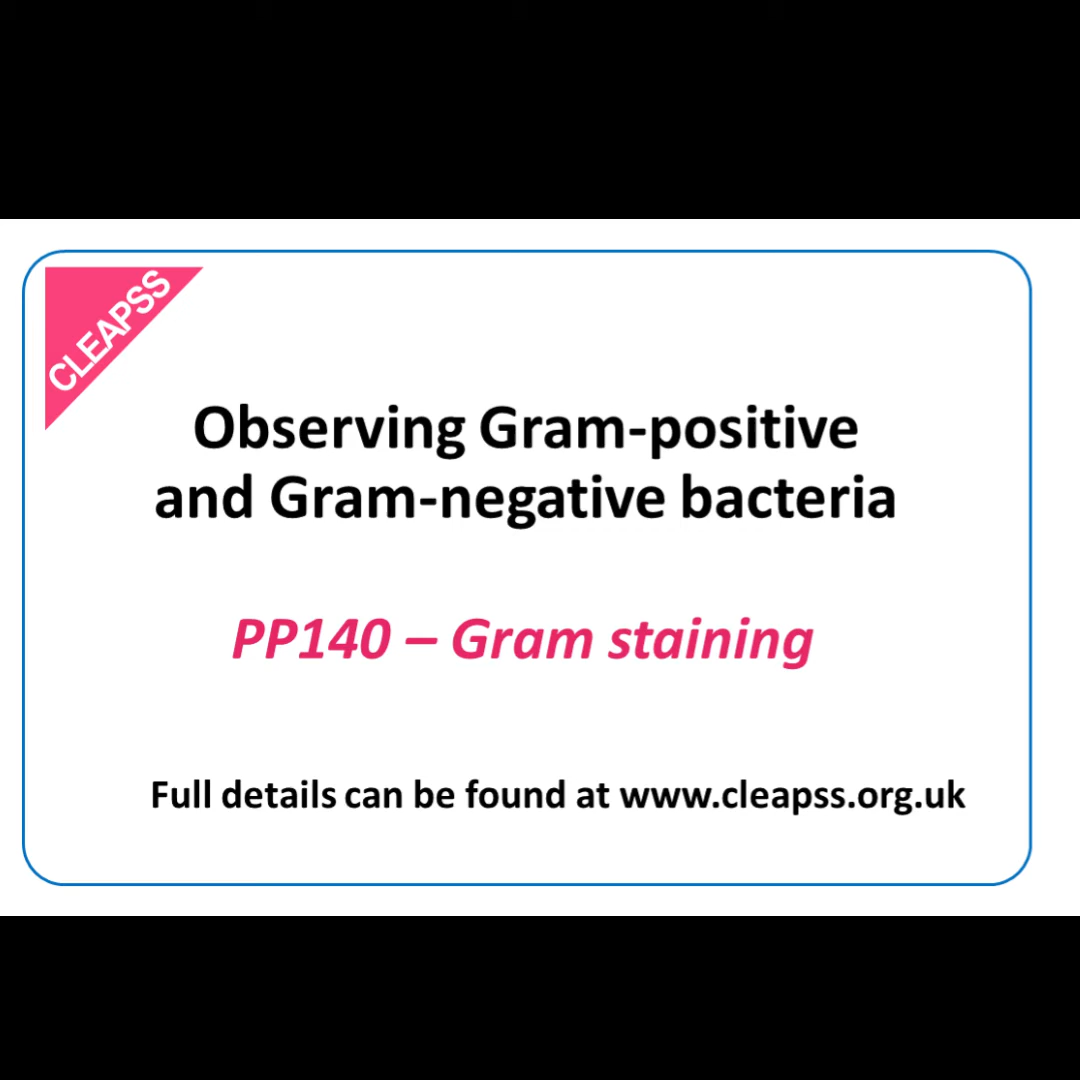 CLEAPSS
Observing Gram-positive
and Gram-negative bacteria
PP140 – Gram staining
Full details can be found at www.cleapss.org.uk